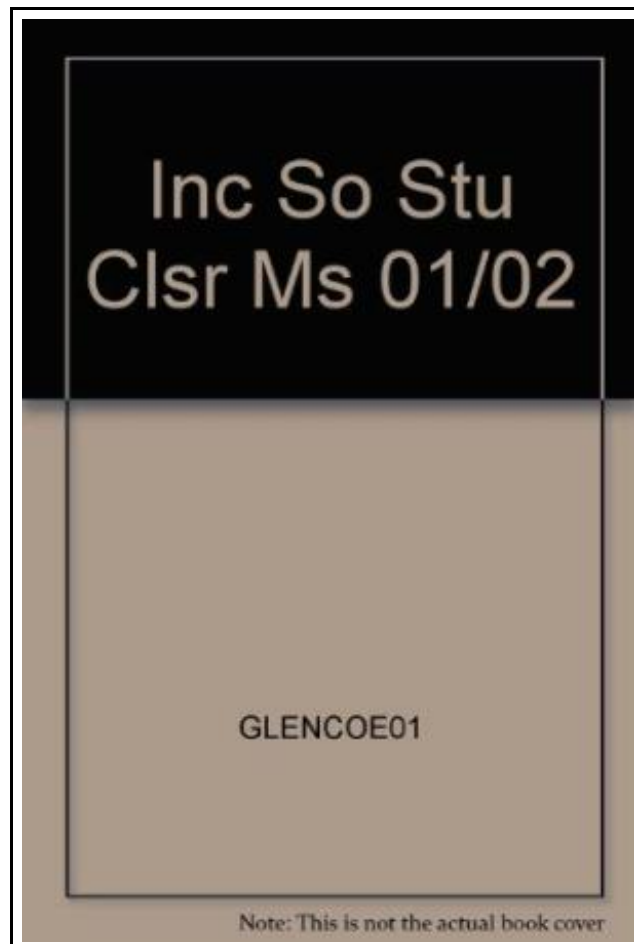 Inc So Stu
Clsr Ms 01/02
GLENCOE01
Note: This is not the actual book cover